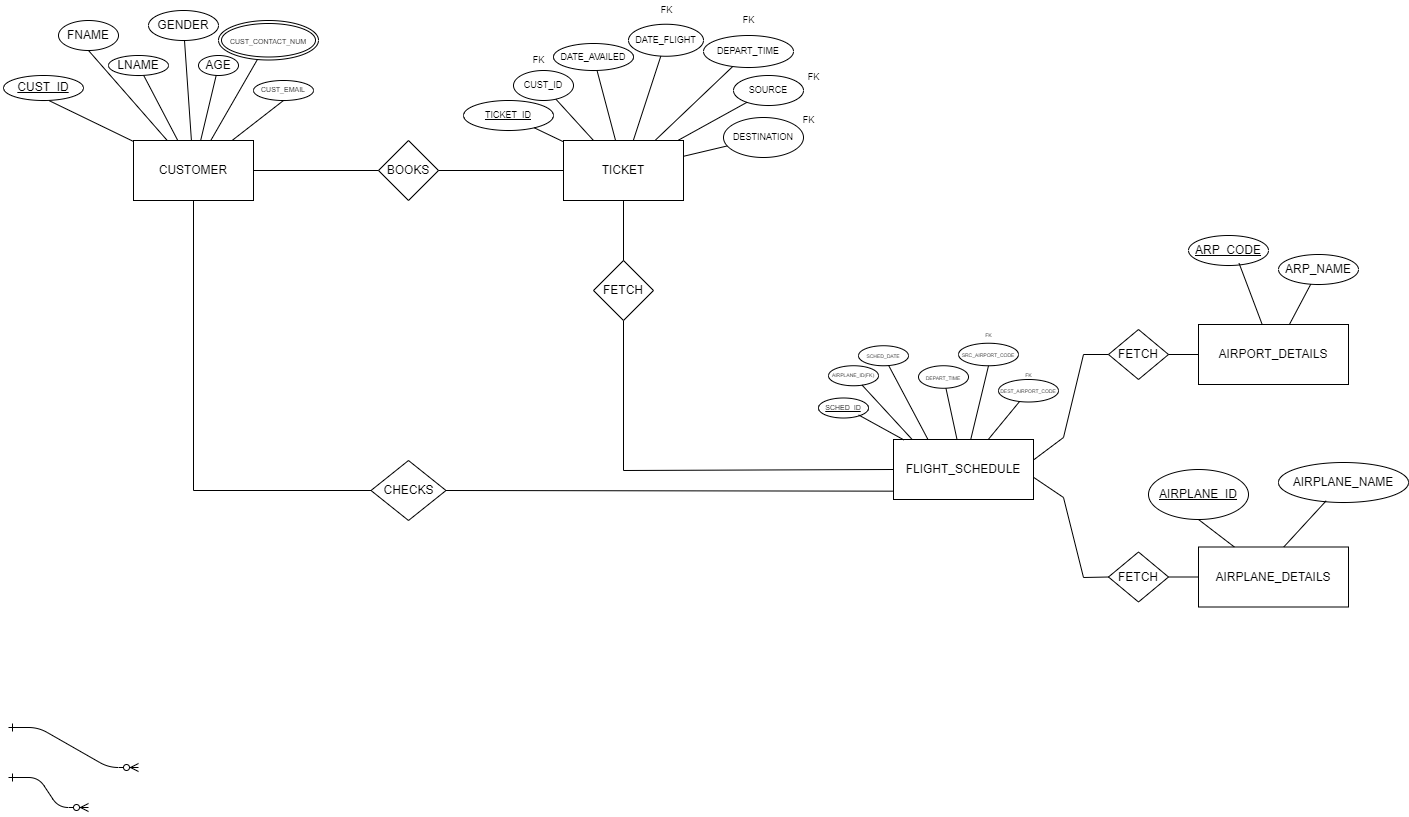 FNAME
GENDER
CUST_CONTACT_NUM
LNAME
AGE
CUST_ID
CUST_EMAIL
CUSTOMER
BOOKS
FK
FK
DATE_FLIGHT
DEPART_TIME
DATE_AVAILED
FK
CUST_ID
FK
SOURCE
TICKET_ID
FK
DESTINATION
TICKET
FETCH
CHECKS
FK
SRC_AIRPORT_CODE
SCHED_DATE
AIRPLANE_ID(FK)
DEPART_TIME
FK
DEST_AIRPORT_CODE
SCHED_ID
FLIGHT_SCHEDULE
ARP_CODE
ARP_NAME
FETCH
AIRPORT_DETAILS
AIRPLANE_ID
AIRPLANE_NAME
FETCH
AIRPLANE_DETAILS